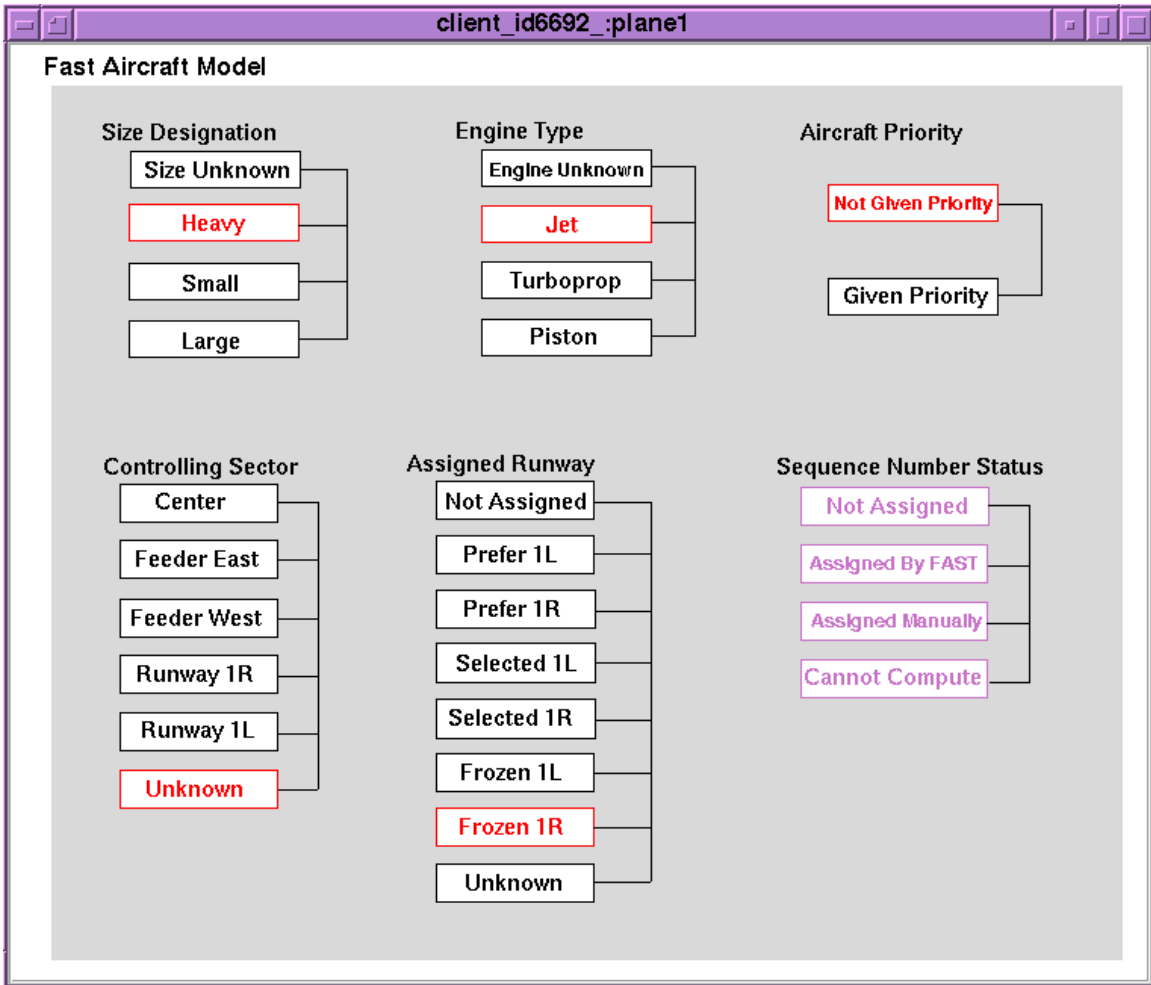 client_id6692_:plane1
Fast Aircraft Model
Size Designation
Size Unknown
Heavy
Small
Large
Engine Type
Engine Unknown
Jet
Turboprop
Piston
Aircraft Priority
Not Given Priority
Given Priority
Controlling Sector
Center
Feeder East
Feeder West
Runway 1R
Runway 1L
Unknown
Assigned Runway
Not Assigned
Prefer 1L
Prefer 1R
Selected 1L
Selected 1R
Frozen 1L
Frozen 1R
Unknown
Sequence Number Status
Not Assigned
Assigned By FAST
Assigned Manually
Cannot Compute